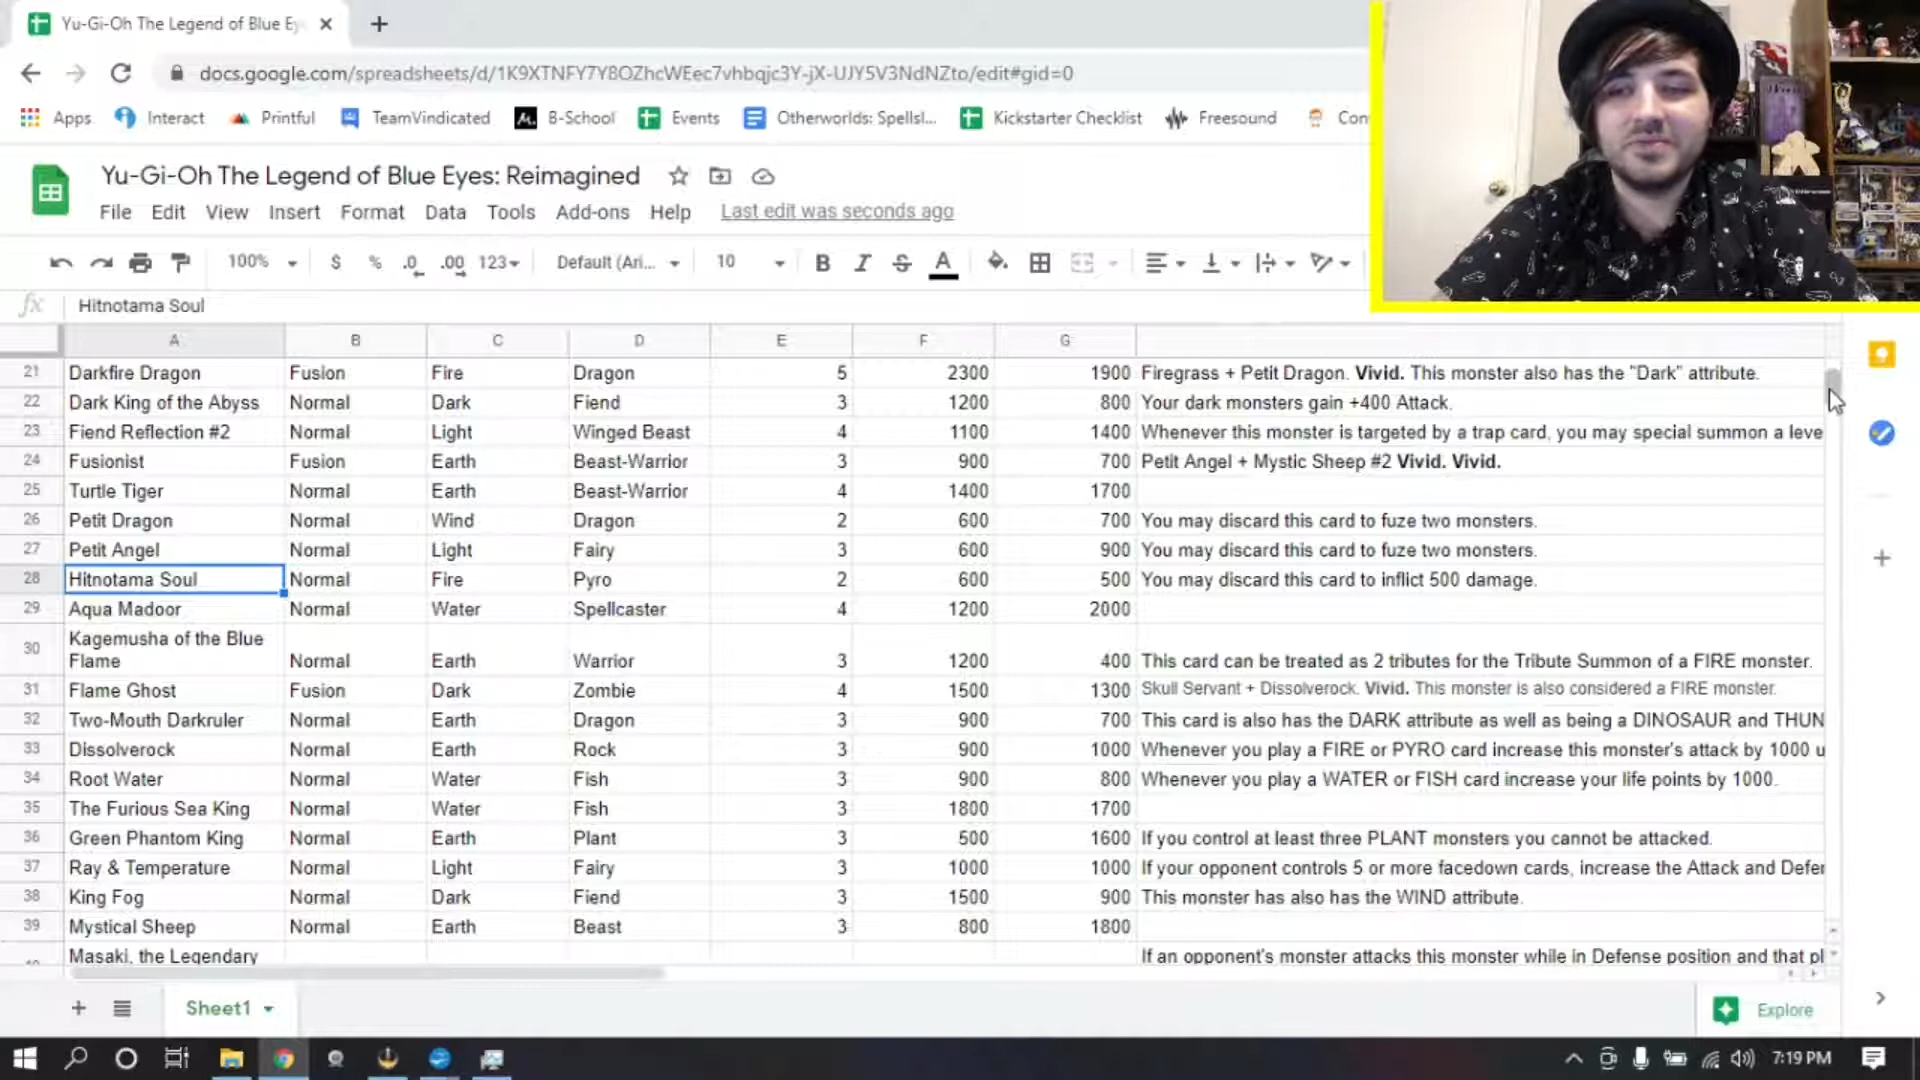 Yu-Gi-Oh The Legend of Blue Ey
docs.google.com/spreadsheets/d/1K9XTNFY7Y8OZhcWEec7vhbqjc3Y-jX-UJY5V3NdNZto/edit#gid=0
Apps Interact Printful TeamVindicated B-School Events Otherworlds: Spellsl... Kickstarter Checklist Freesound Con
Yu-Gi-Oh The Legend of Blue Eyes: Reimagined
File Edit View Insert Format Data Tools Add-ons Help Last edit was seconds ago
100% $ % .0 .00 123 Default (Ari... 10 B I S A
fx Hitnotama Soul
A B C D E F G
21 Darkfire Dragon Fusion Fire Dragon 5 2300 1900 Firegrass + Petit Dragon. Vivid. This monster also has the "Dark" attribute.
22 Dark King of the Abyss Normal Dark Fiend 3 1200 800 Your dark monsters gain +400 Attack.
23 Fiend Reflection #2 Normal Light Winged Beast 4 1100 1400 Whenever this monster is targeted by a trap card, you may special summon a leve
24 Fusionist Fusion Earth Beast-Warrior 3 900 700 Petit Angel + Mystic Sheep #2 Vivid. Vivid.
25 Turtle Tiger Normal Earth Beast-Warrior 4 1400 1700
26 Petit Dragon Normal Wind Dragon 2 600 700 You may discard this card to fuze two monsters.
27 Petit Angel Normal Light Fairy 3 600 900 You may discard this card to fuze two monsters.
28 Hitnotama Soul Normal Fire Pyro 2 600 500 You may discard this card to inflict 500 damage.
29 Aqua Madoor Normal Water Spellcaster 4 1200 2000
30 Kagemusha of the Blue
Flame Normal Earth Warrior 3 1200 400 This card can be treated as 2 tributes for the Tribute Summon of a FIRE monster.
31 Flame Ghost Fusion Dark Zombie 4 1500 1300 Skull Servant + Dissolverock. Vivid. This monster is also considered a FIRE monster.
32 Two-Mouth Darkruler Normal Earth Dragon 3 900 700 This card is also has the DARK attribute as well as being a DINOSAUR and THUN
33 Dissolverock Normal Earth Rock 3 900 1000 Whenever you play a FIRE or PYRO card increase this monster's attack by 1000 u
34 Root Water Normal Water Fish 3 900 800 Whenever you play a WATER or FISH card increase your life points by 1000.
35 The Furious Sea King Normal Water Fish 3 1800 1700
36 Green Phantom King Normal Earth Plant 3 500 1600 If you control at least three PLANT monsters you cannot be attacked.
37 Ray & Temperature Normal Light Fairy 3 1000 1000 If your opponent controls 5 or more facedown cards, increase the Attack and Defer
38 King Fog Normal Dark Fiend 3 1500 900 This monster has also has the WIND attribute.
39 Mystical Sheep Normal Earth Beast 3 800 1800
Masaki, the Legendary If an opponent's monster attacks this monster while in Defense position and that pl
Sheet1 Explore
7:19 PM